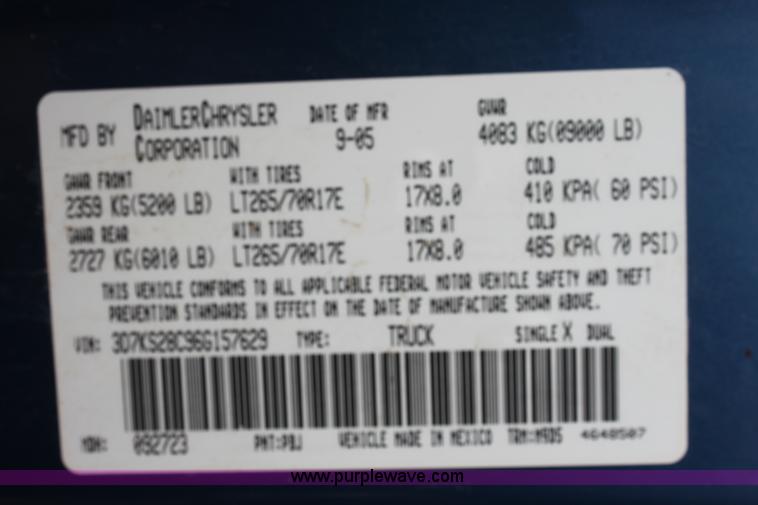 MFD BY DAIMLERCHRYSLER CORPORATION DATE OF MFR 9-05 GVWR 4083 KG(09000 LB)
GAWR FRONT WITH TIRES RIMS AT COLD
2359 KG(5200 LB) LT265/70R17E 17X8.0 410 KPA( 60 PSI)
GAWR REAR WITH TIRES RIMS AT COLD
2727 KG(6010 LB) LT265/70R17E 17X8.0 485 KPA( 70 PSI)
THIS VEHICLE CONFORMS TO ALL APPLICABLE FEDERAL MOTOR VEHICLE SAFETY AND THEFT
PREVENTION STANDARDS IN EFFECT ON THE DATE OF MANUFACTURE SHOWN ABOVE.
VIN: 3D7KS28C96G157629 TYPE: TRUCK SINGLE X DUAL
MDH: 092723 PNT:PBJ VEHICLE MADE IN MEXICO TRM:M9D5 4648507
www.purplewave.com